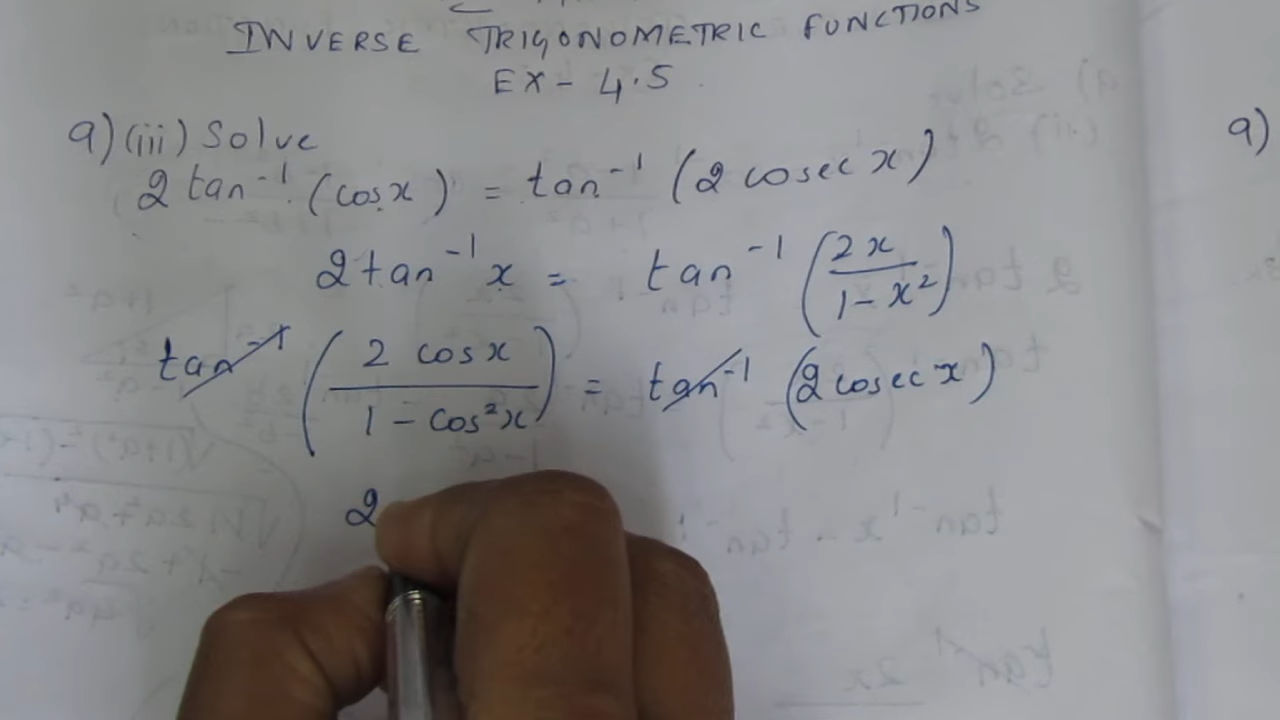 INVERSE TRIGONOMETRIC FUNCTIONS
EX - 4.5
9) (iii) Solve
2 tan⁻¹ (cos x) = tan⁻¹ (2 cosec x)
2 tan⁻¹ x = tan⁻¹ (2x / 1 - x²)
tan⁻¹ (2 cos x / 1 - cos² x) = tan⁻¹ (2 cosec x)
2
9)